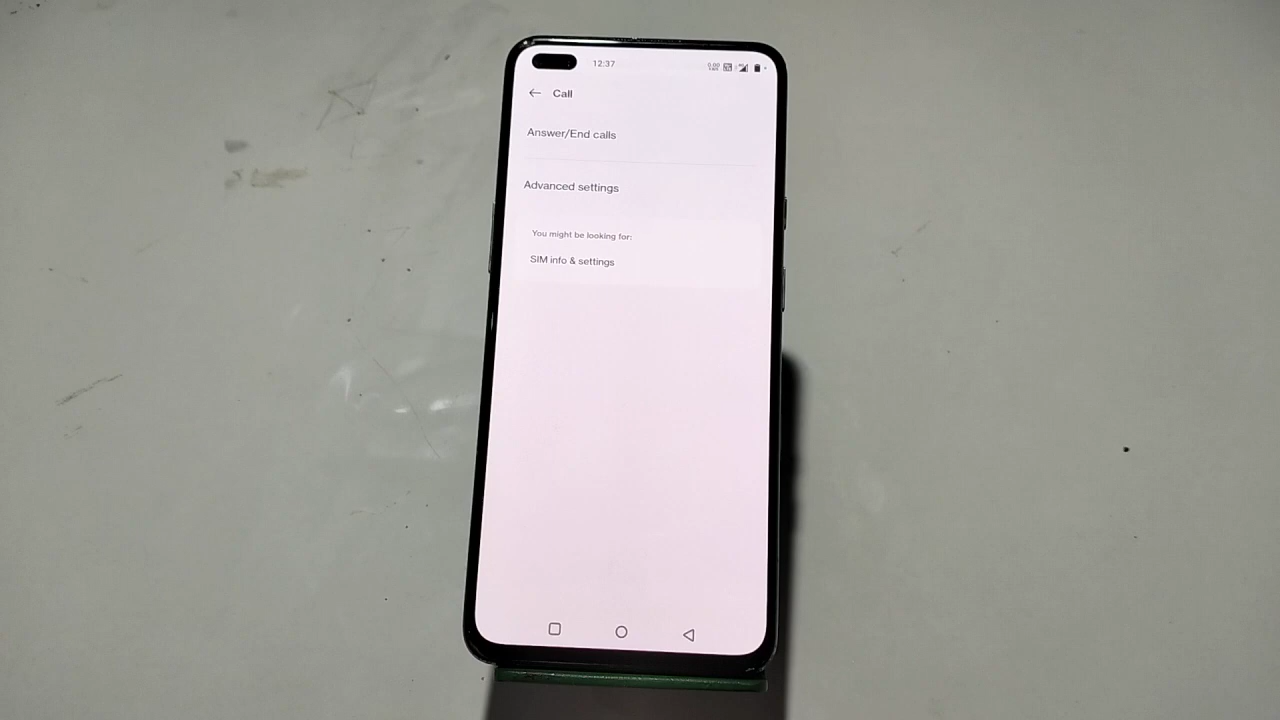 12:37
Call
Answer/End calls
Advanced settings
You might be looking for:
SIM info & settings